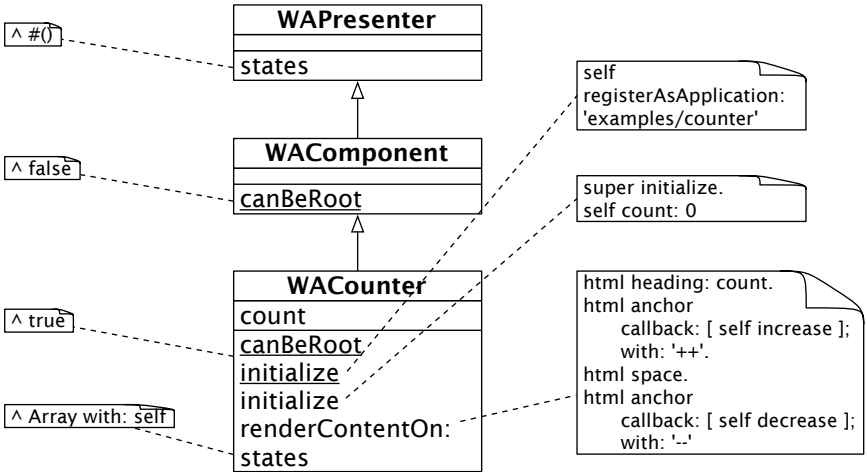 WAPresenter
^ #()
states
self
registerAsApplication:
'examples/counter'
WAComponent
^ false
canBeRoot
super initialize.
self count: 0
WACounter
count
^ true
canBeRoot
initialize
initialize
^ Array with: self
renderContentOn:
states
html heading: count.
html anchor
callback: [ self increase ];
with: '++'.
html space.
html anchor
callback: [ self decrease ];
with: '--'